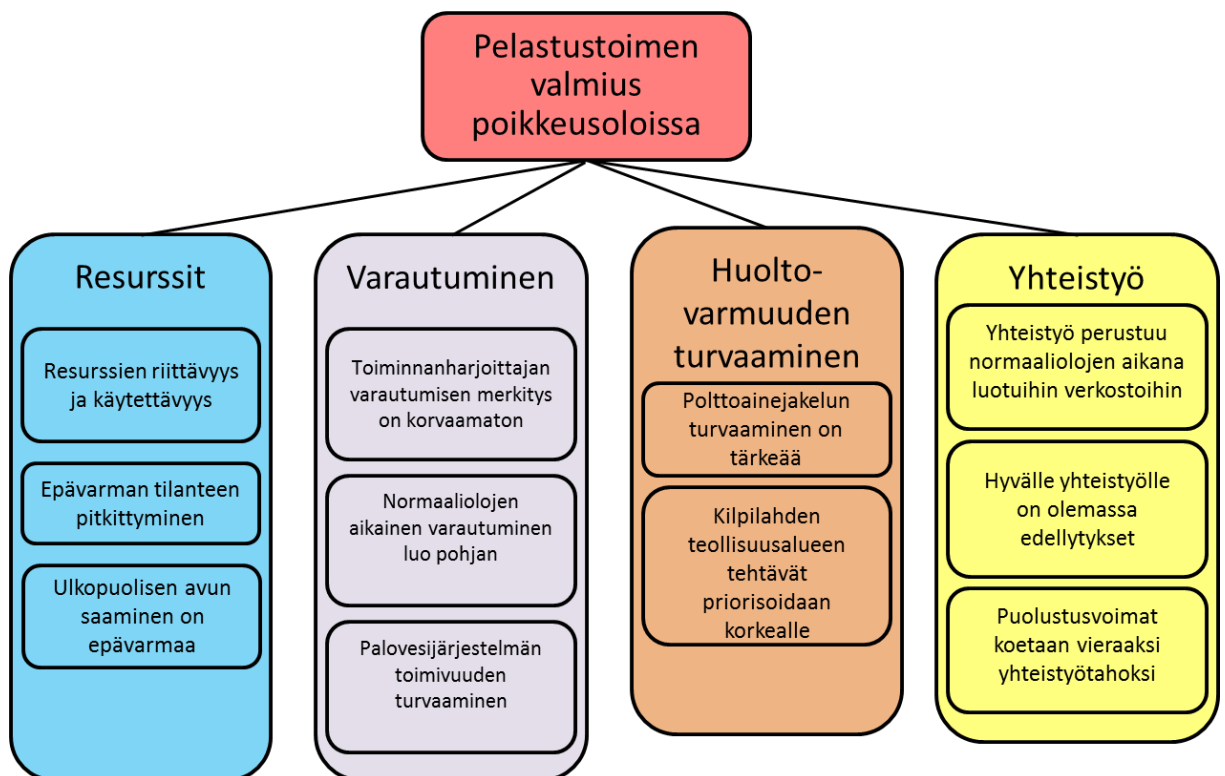 Pelastustoimen
valmius
poikkeusoloissa
Resurssit
Resurssien riittävyys
ja käytettävyys
Epävarman tilanteen
pitkittyminen
Ulkopuolisen avun
saaminen on
epävarmaa
Varautuminen
Toiminnanharjoittajan
varautumisen merkitys
on korvaamaton
Normaaliolojen
aikainen varautuminen
luo pohjan
Palovesijärjestelmän
toimivuuden
turvaaminen
Huolto-
varmuuden
turvaaminen
Polttoainejakelun
turvaaminen on
tärkeää
Kilpilahden
teollisuusalueen
tehtävät
priorisoidaan
korkealle
Yhteistyö
Yhteistyö perustuu
normaaliolojen aikana
luotuihin verkostoihin
Hyvälle yhteistyölle
on olemassa
edellytykset
Puolustusvoimat
koetaan vieraaksi
yhteistyötahoksi